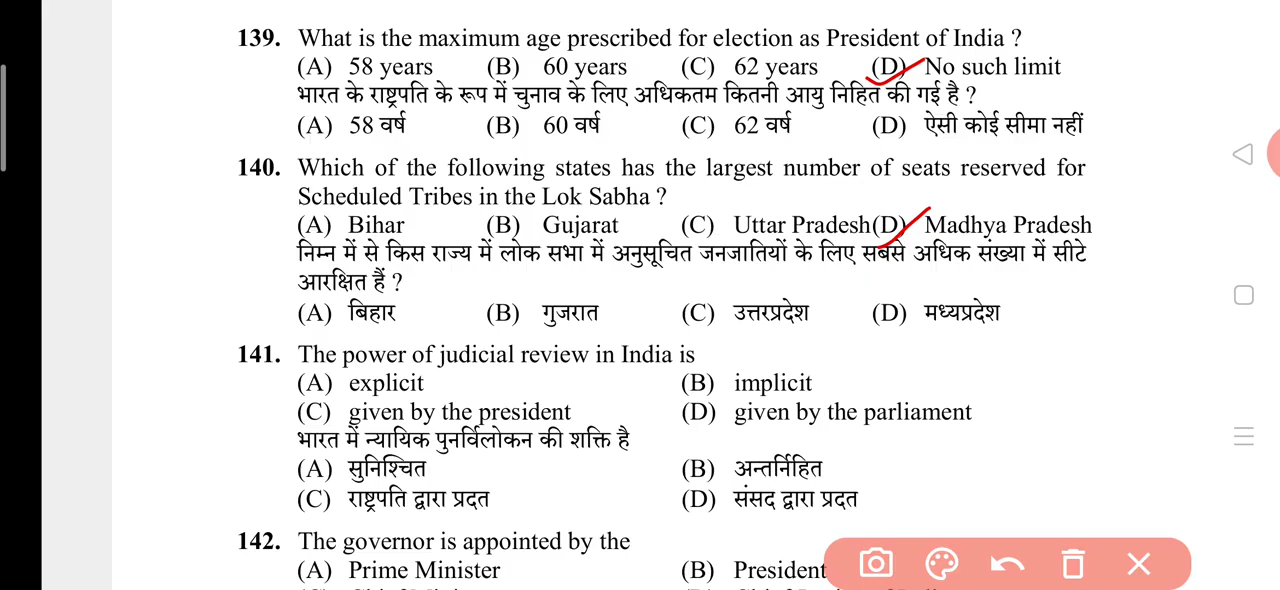 139. What is the maximum age prescribed for election as President of India ?
(A) 58 years (B) 60 years (C) 62 years (D) No such limit
भारत के राष्ट्रपति के रूप में चुनाव के लिए अधिकतम कितनी आयु निहित की गई है ?
(A) 58 वर्ष (B) 60 वर्ष (C) 62 वर्ष (D) ऐसी कोई सीमा नहीं
140. Which of the following states has the largest number of seats reserved for
Scheduled Tribes in the Lok Sabha ?
(A) Bihar (B) Gujarat (C) Uttar Pradesh (D) Madhya Pradesh
निम्न में से किस राज्य में लोक सभा में अनुसूचित जनजातियों के लिए सबसे अधिक संख्या में सीटे
आरक्षित हैं ?
(A) बिहार (B) गुजरात (C) उत्तरप्रदेश (D) मध्यप्रदेश
141. The power of judicial review in India is
(A) explicit (B) implicit
(C) given by the president (D) given by the parliament
भारत में न्यायिक पुनर्विलोकन की शक्ति है
(A) सुनिश्चित (B) अन्तर्निहित
(C) राष्ट्रपति द्वारा प्रदत (D) संसद द्वारा प्रदत
142. The governor is appointed by the
(A) Prime Minister (B) President